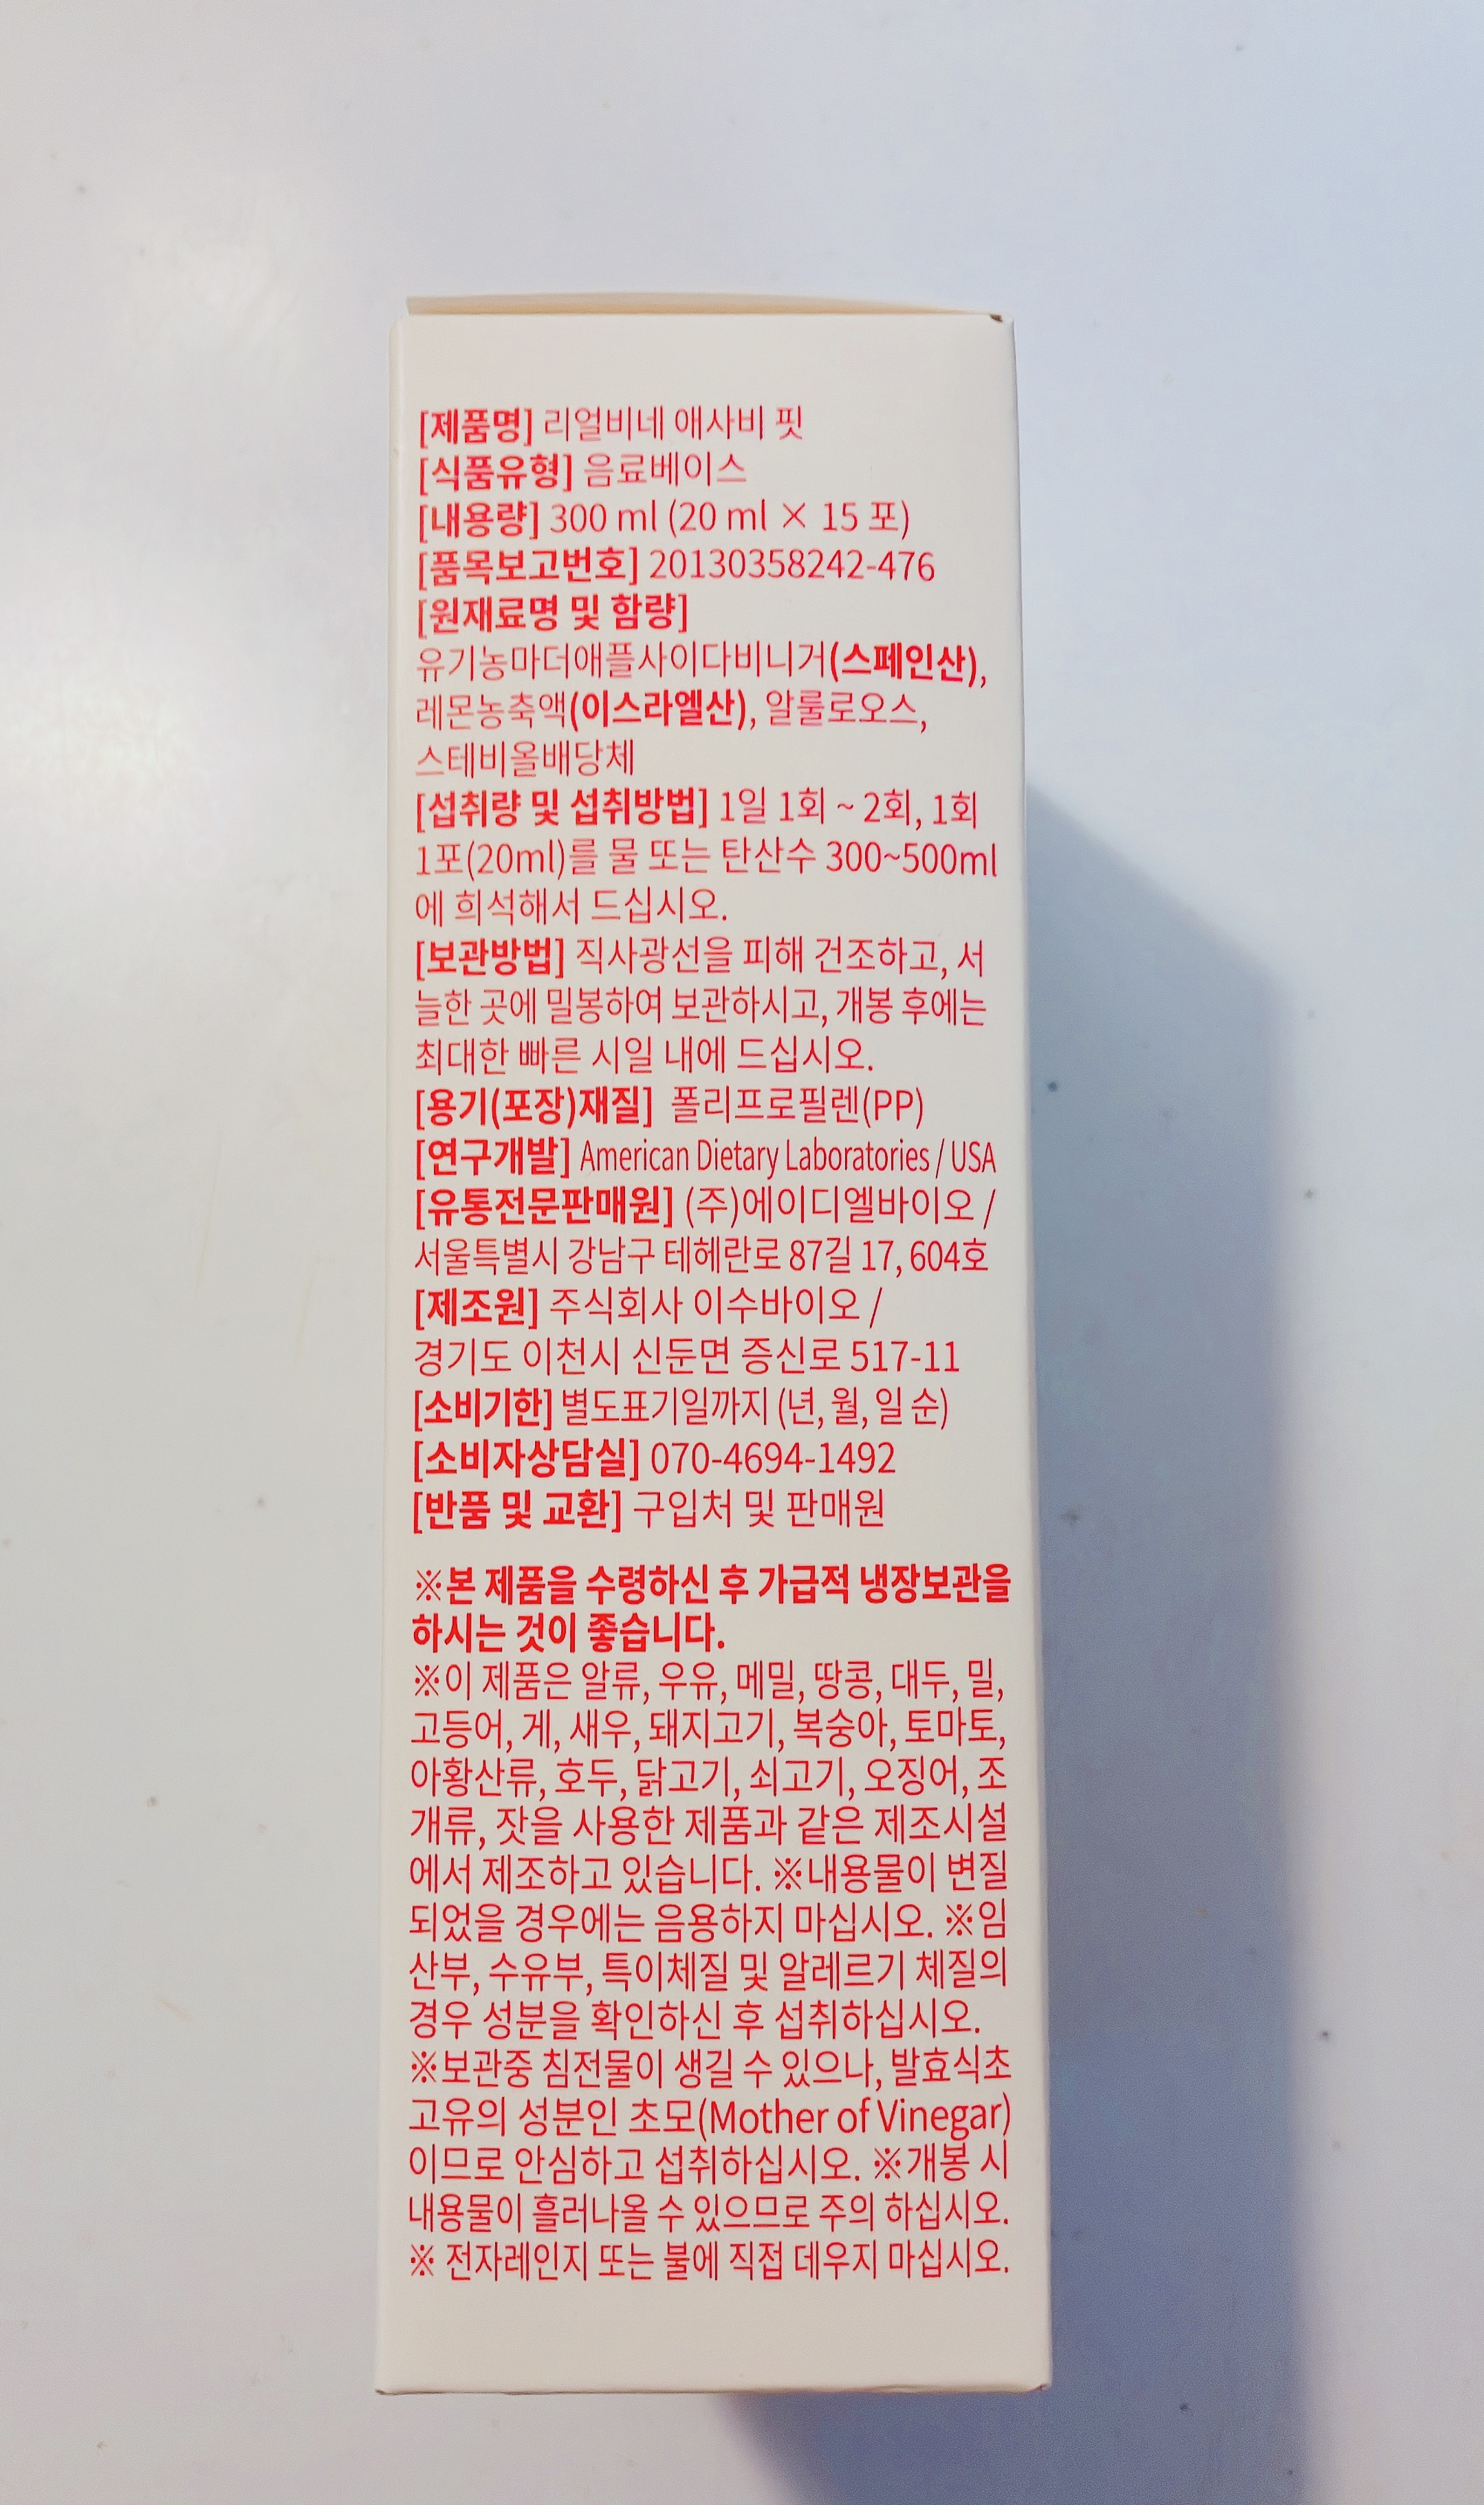 [제품명] 리얼비네 애사비 핏
[식품유형] 음료베이스
[내용량] 300 ml (20 ml × 15 포)
[품목보고번호] 20130358242-476
[원재료명 및 함량]
유기농마더애플사이다비니거(스페인산),
레몬농축액(이스라엘산), 알룰로오스,
스테비올배당체
[섭취량 및 섭취방법] 1일 1회 ~ 2회, 1회
1포(20ml)를 물 또는 탄산수 300~500ml
에 희석해서 드십시오.
[보관방법] 직사광선을 피해 건조하고, 서
늘한 곳에 밀봉하여 보관하시고, 개봉 후에는
최대한 빠른 시일 내에 드십시오.
[용기(포장)재질] 폴리프로필렌(PP)
[연구개발] American Dietary Laboratories / USA
[유통전문판매원] (주)에이디엘바이오 /
서울특별시 강남구 테헤란로 87길 17, 604호
[제조원] 주식회사 이수바이오 /
경기도 이천시 신둔면 증신로 517-11
[소비기한] 별도표기일까지 (년, 월, 일 순)
[소비자상담실] 070-4694-1492
[반품 및 교환] 구입처 및 판매원
※본 제품을 수령하신 후 가급적 냉장보관을
하시는 것이 좋습니다.
※이 제품은 알류, 우유, 메밀, 땅콩, 대두, 밀,
고등어, 게, 새우, 돼지고기, 복숭아, 토마토,
아황산류, 호두, 닭고기, 쇠고기, 오징어, 조
개류, 잣을 사용한 제품과 같은 제조시설
에서 제조하고 있습니다. ※내용물이 변질
되었을 경우에는 음용하지 마십시오. ※임
산부, 수유부, 특이체질 및 알레르기 체질의
경우 성분을 확인하신 후 섭취하십시오.
※보관중 침전물이 생길 수 있으나, 발효식초
고유의 성분인 초모(Mother of Vinegar)
이므로 안심하고 섭취하십시오. ※개봉 시
내용물이 흘러나올 수 있으므로 주의 하십시오.
※ 전자레인지 또는 불에 직접 데우지 마십시오.